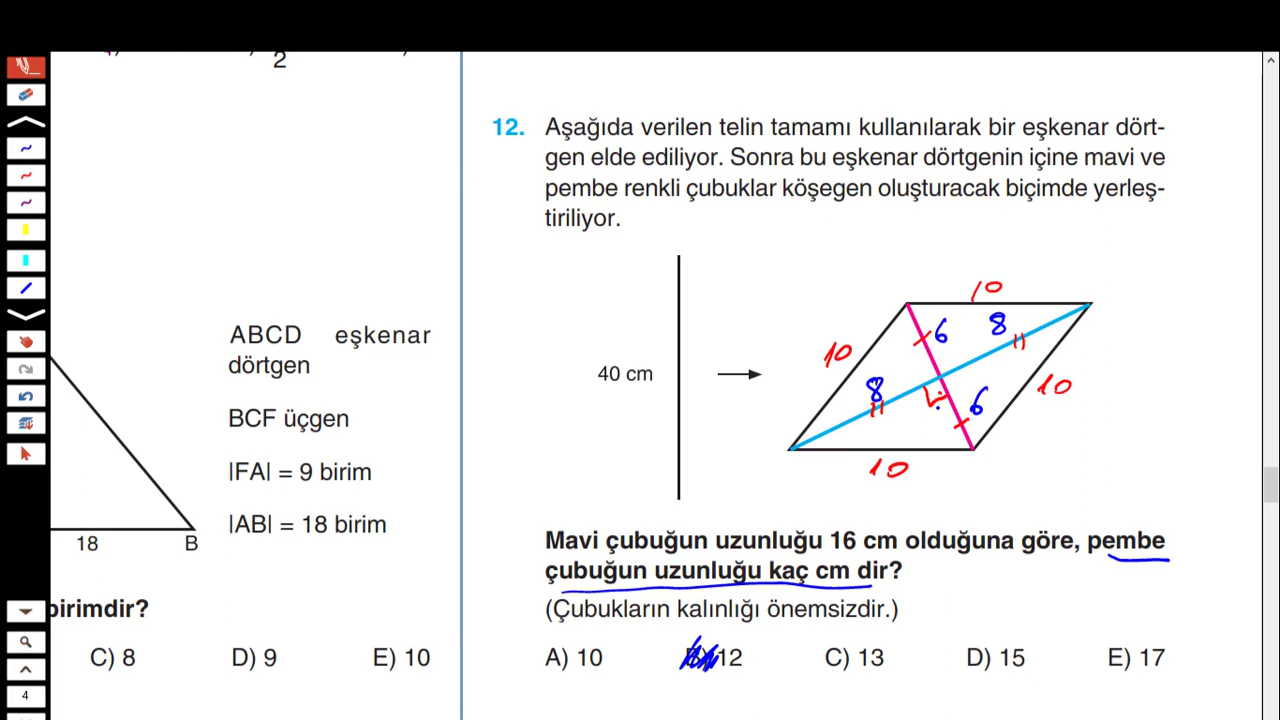 2
ABCD eşkenar
dörtgen
BCF üçgen
|FA| = 9 birim
|AB| = 18 birim
18 B
birimdir?
C) 8 D) 9 E) 10
4
12. Aşağıda verilen telin tamamı kullanılarak bir eşkenar dört-
gen elde ediliyor. Sonra bu eşkenar dörtgenin içine mavi ve
pembe renkli çubuklar köşegen oluşturacak biçimde yerleş-
tiriliyor.
10
6 8
10
40 cm
8 6 10
10
Mavi çubuğun uzunluğu 16 cm olduğuna göre, pembe
çubuğun uzunluğu kaç cm dir?
(Çubukların kalınlığı önemsizdir.)
A) 10 B) 12 C) 13 D) 15 E) 17